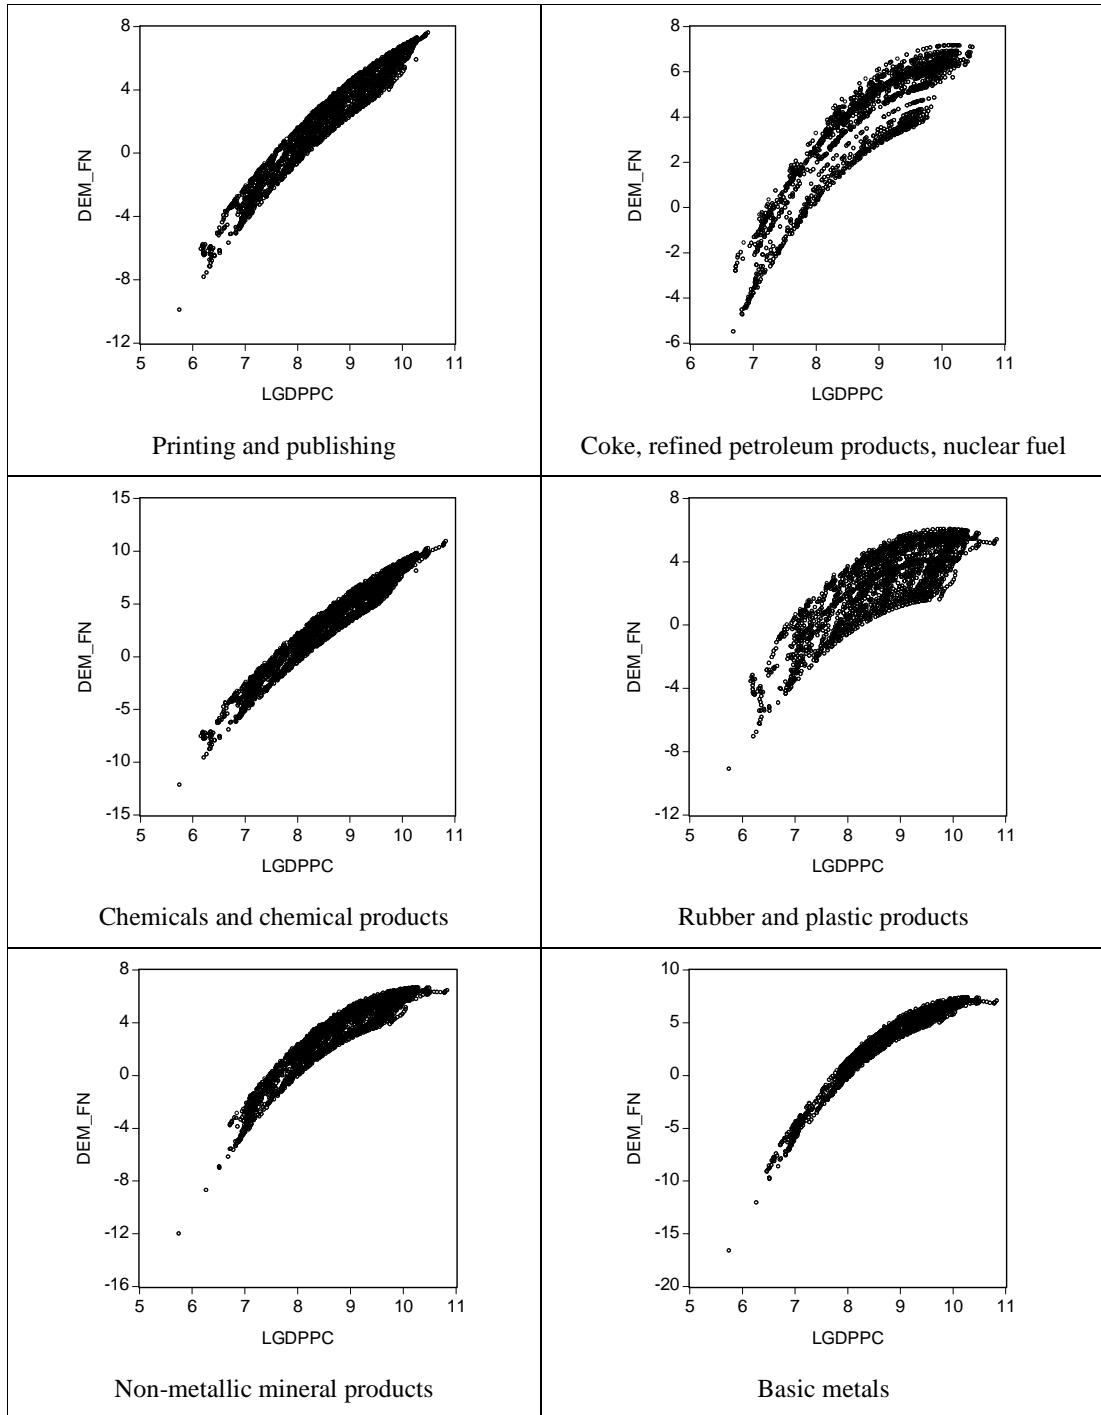 8
4
0
-4
-8
-12
DEM_FN
5 6 7 8 9 10 11
LGDPPC
Printing and publishing
8
6
4
2
0
-2
-4
-6
DEM_FN
6 7 8 9 10 11
LGDPPC
Coke, refined petroleum products, nuclear fuel
15
10
5
0
-5
-10
-15
DEM_FN
5 6 7 8 9 10 11
LGDPPC
Chemicals and chemical products
8
4
0
-4
-8
-12
DEM_FN
5 6 7 8 9 10 11
LGDPPC
Rubber and plastic products
8
4
0
-4
-8
-12
-16
DEM_FN
5 6 7 8 9 10 11
LGDPPC
Non-metallic mineral products
10
5
0
-5
-10
-15
-20
DEM_FN
5 6 7 8 9 10 11
LGDPPC
Basic metals